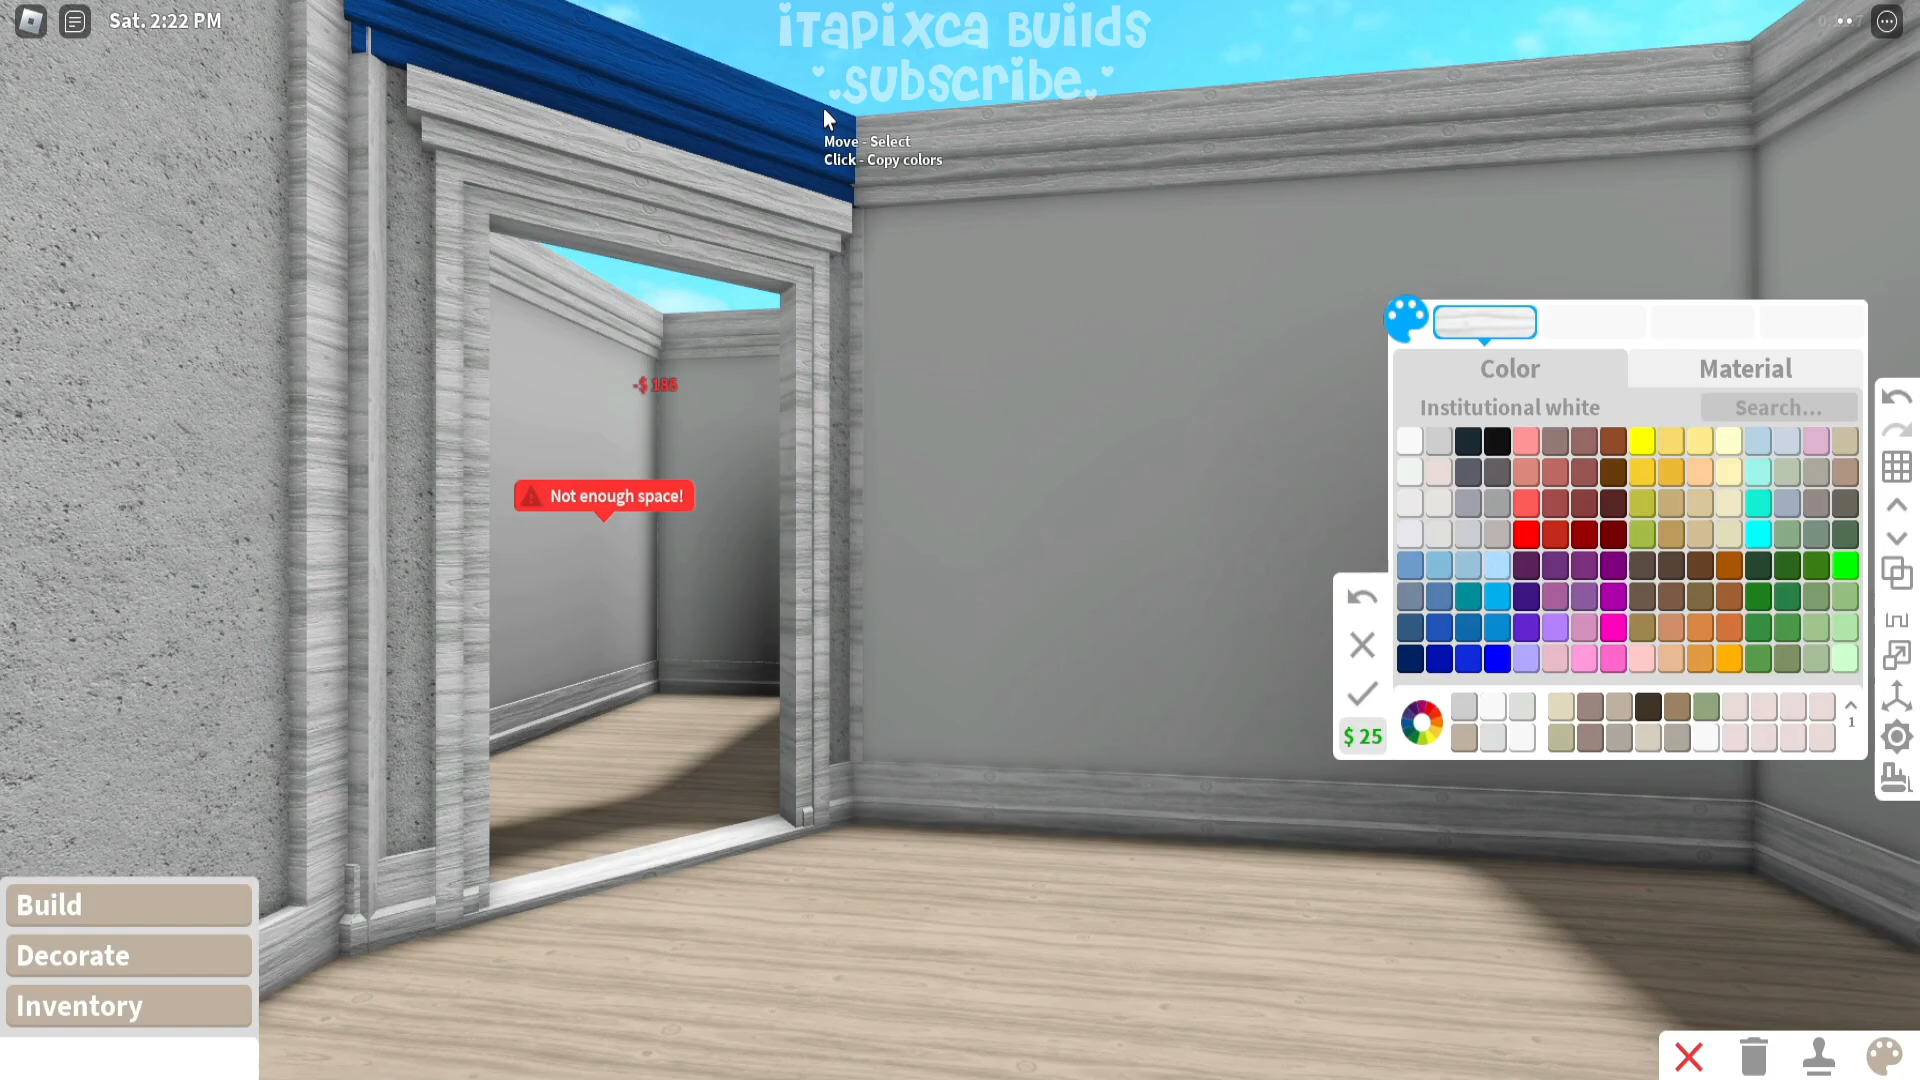 Sat. 2:22 PM
iTapixca Builds
.subscribe.
Move - Select
Click - Copy colors
-$ 185
Not enough space!
Color
Material
Institutional white
Search...
$ 25
1
Build
Decorate
Inventory